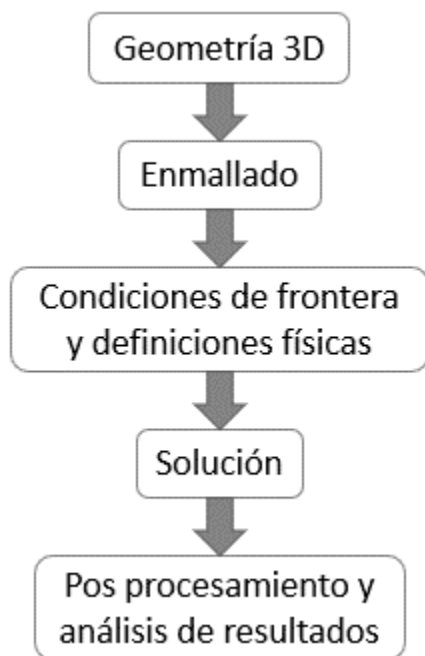 Geometría 3D
Enmallado
Condiciones de frontera
y definiciones físicas
Solución
Pos procesamiento y
análisis de resultados